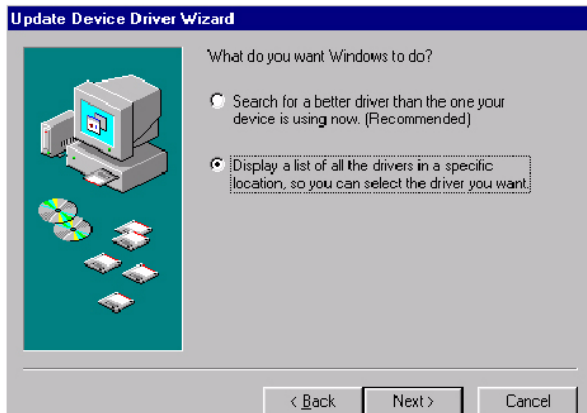 Update Device Driver Wizard
What do you want Windows to do?
Search for a better driver than the one your
device is using now. (Recommended)
Display a list of all the drivers in a specific
location, so you can select the driver you want.
< Back
Next >
Cancel